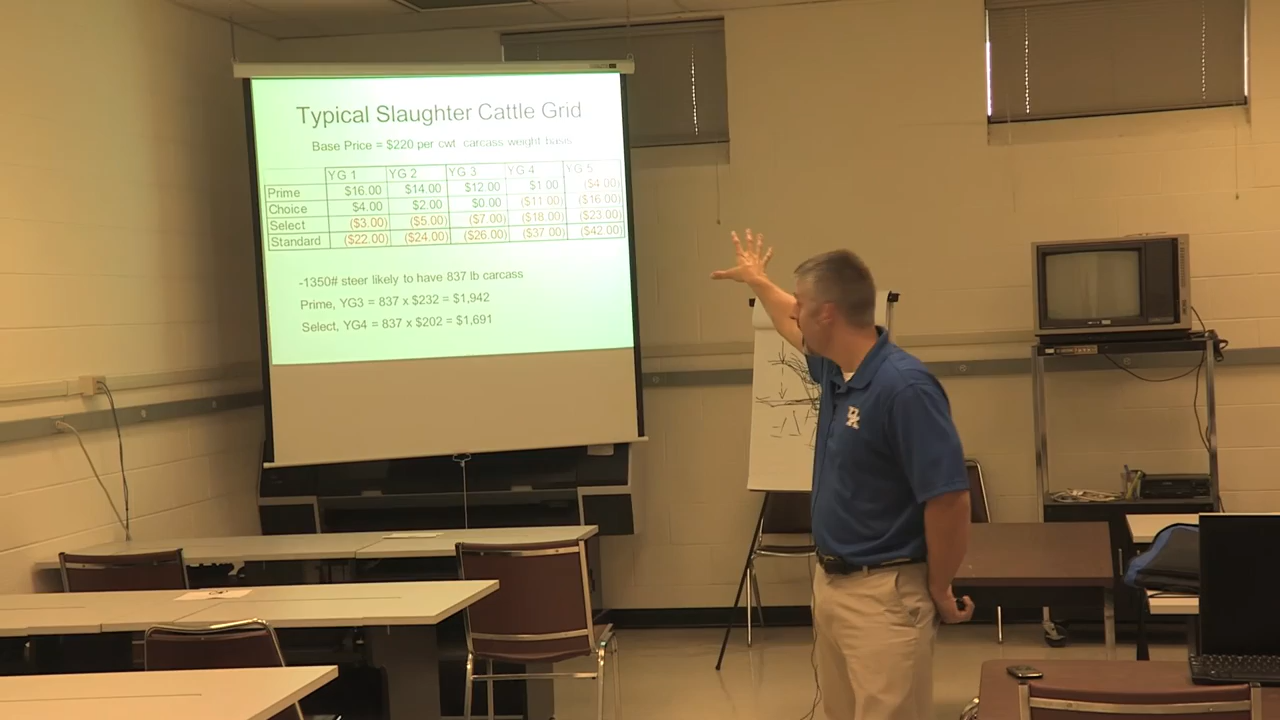 Typical Slaughter Cattle Grid
Base Price = $220 per cwt carcass weight basis
YG 1 YG 2 YG 3 YG 4 YG 5
Prime $16.00 $14.00 $12.00 $1.00 ($4.00)
Choice $4.00 $2.00 $0.00 ($11.00) ($16.00)
Select ($3.00) ($5.00) ($7.00) ($18.00) ($23.00)
Standard ($22.00) ($24.00) ($26.00) ($37.00) ($42.00)
-1350# steer likely to have 837 lb carcass
Prime, YG3 = 837 x $232 = $1,942
Select, YG4 = 837 x $202 = $1,691